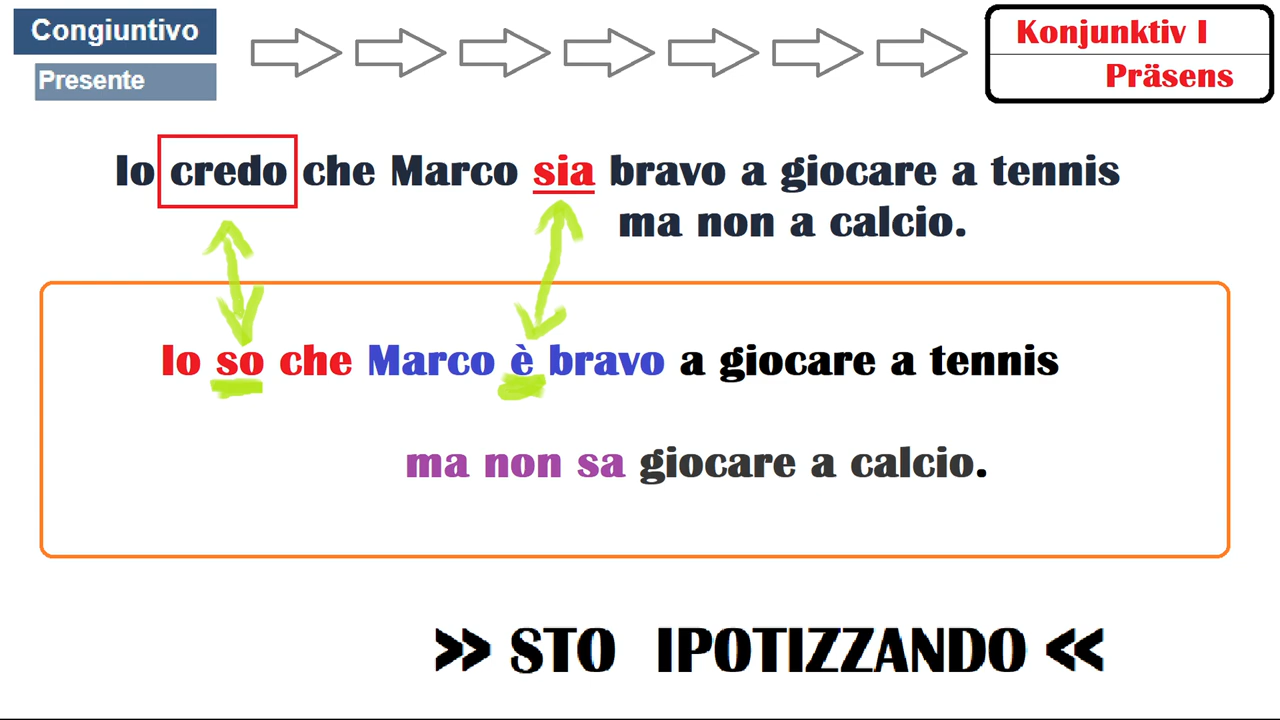 Congiuntivo
Presente
Konjunktiv I
Präsens
Io credo che Marco sia bravo a giocare a tennis
ma non a calcio.
Io so che Marco è bravo a giocare a tennis
ma non sa giocare a calcio.
>> STO IPOTIZZANDO <<